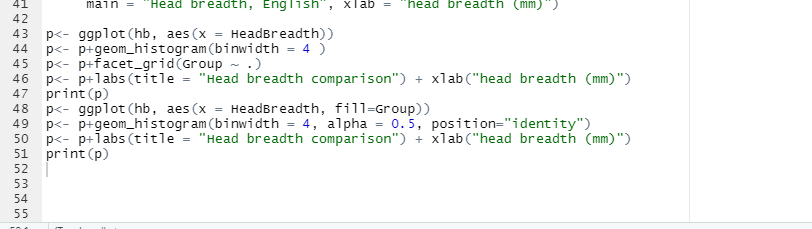 41 main = "Head breadth, English", xlab = "head breadth (mm)")
42
43 p<- ggplot(hb, aes(x = HeadBreadth))
44 p<- p+geom_histogram(binwidth = 4 )
45 p<- p+facet_grid(Group ~ .)
46 p<- p+labs(title = "Head breadth comparison") + xlab("head breadth (mm)")
47 print(p)
48 p<- ggplot(hb, aes(x = HeadBreadth, fill=Group))
49 p<- p+geom_histogram(binwidth = 4, alpha = 0.5, position="identity")
50 p<- p+labs(title = "Head breadth comparison") + xlab("head breadth (mm)")
51 print(p)
52
53
54
55